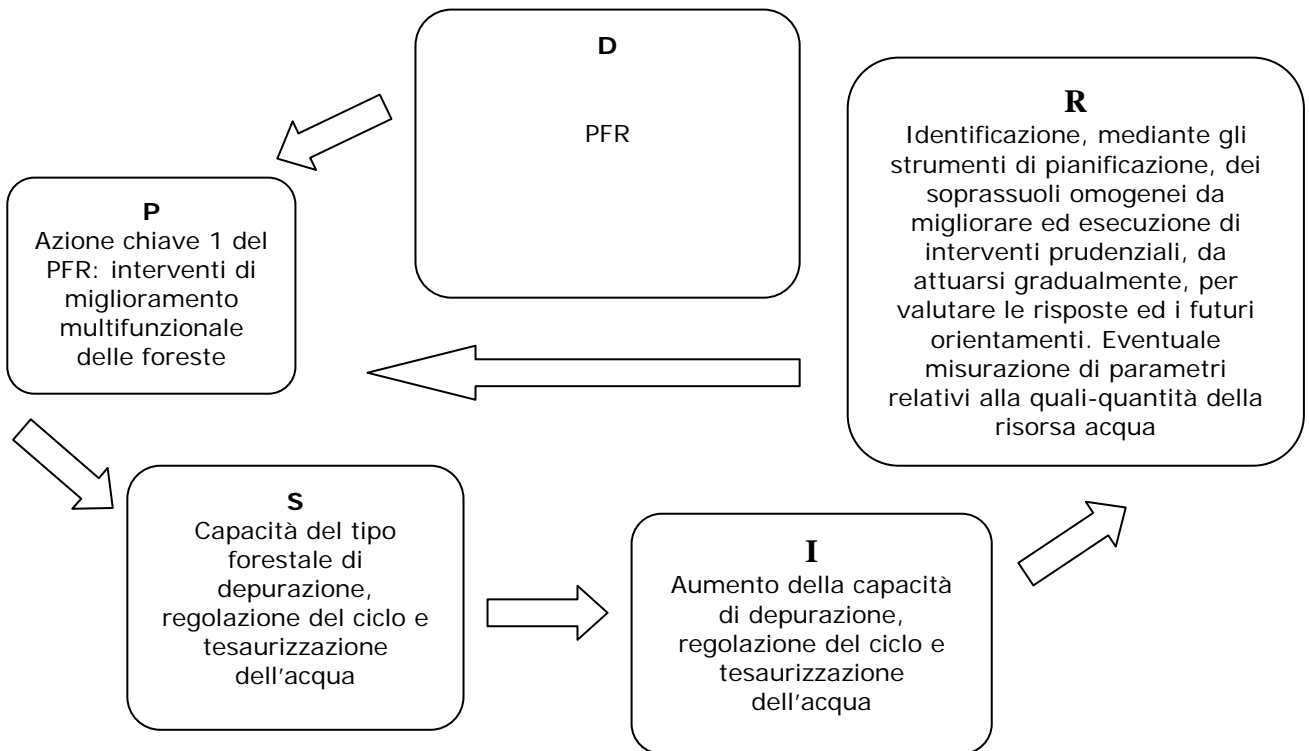 D
PFR
R
Identificazione, mediante gli
strumenti di pianificazione, dei
soprassuoli omogenei da
migliorare ed esecuzione di
interventi prudenziali, da
attuarsi gradualmente, per
valutare le risposte ed i futuri
orientamenti. Eventuale
misurazione di parametri
relativi alla quali-quantità della
risorsa acqua
P
Azione chiave 1 del
PFR: interventi di
miglioramento
multifunzionale
delle foreste
S
Capacità del tipo
forestale di
depurazione,
regolazione del ciclo e
tesaurizzazione
dell'acqua
I
Aumento della capacità
di depurazione,
regolazione del ciclo e
tesaurizzazione
dell'acqua